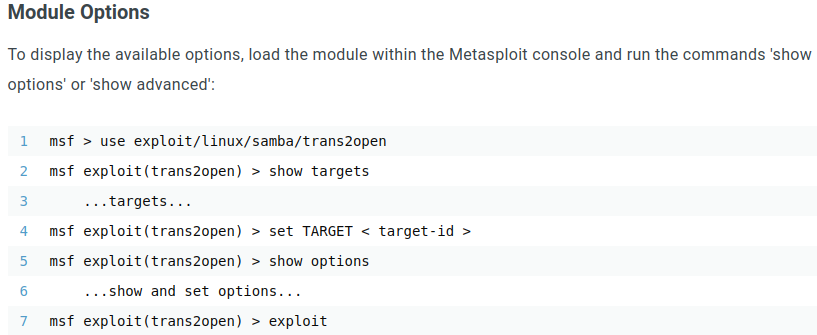 Module Options
To display the available options, load the module within the Metasploit console and run the commands 'show
options' or 'show advanced':
1 msf > use exploit/linux/samba/trans2open
2 msf exploit(trans2open) > show targets
3 ...targets...
4 msf exploit(trans2open) > set TARGET < target-id >
5 msf exploit(trans2open) > show options
6 ...show and set options...
7 msf exploit(trans2open) > exploit